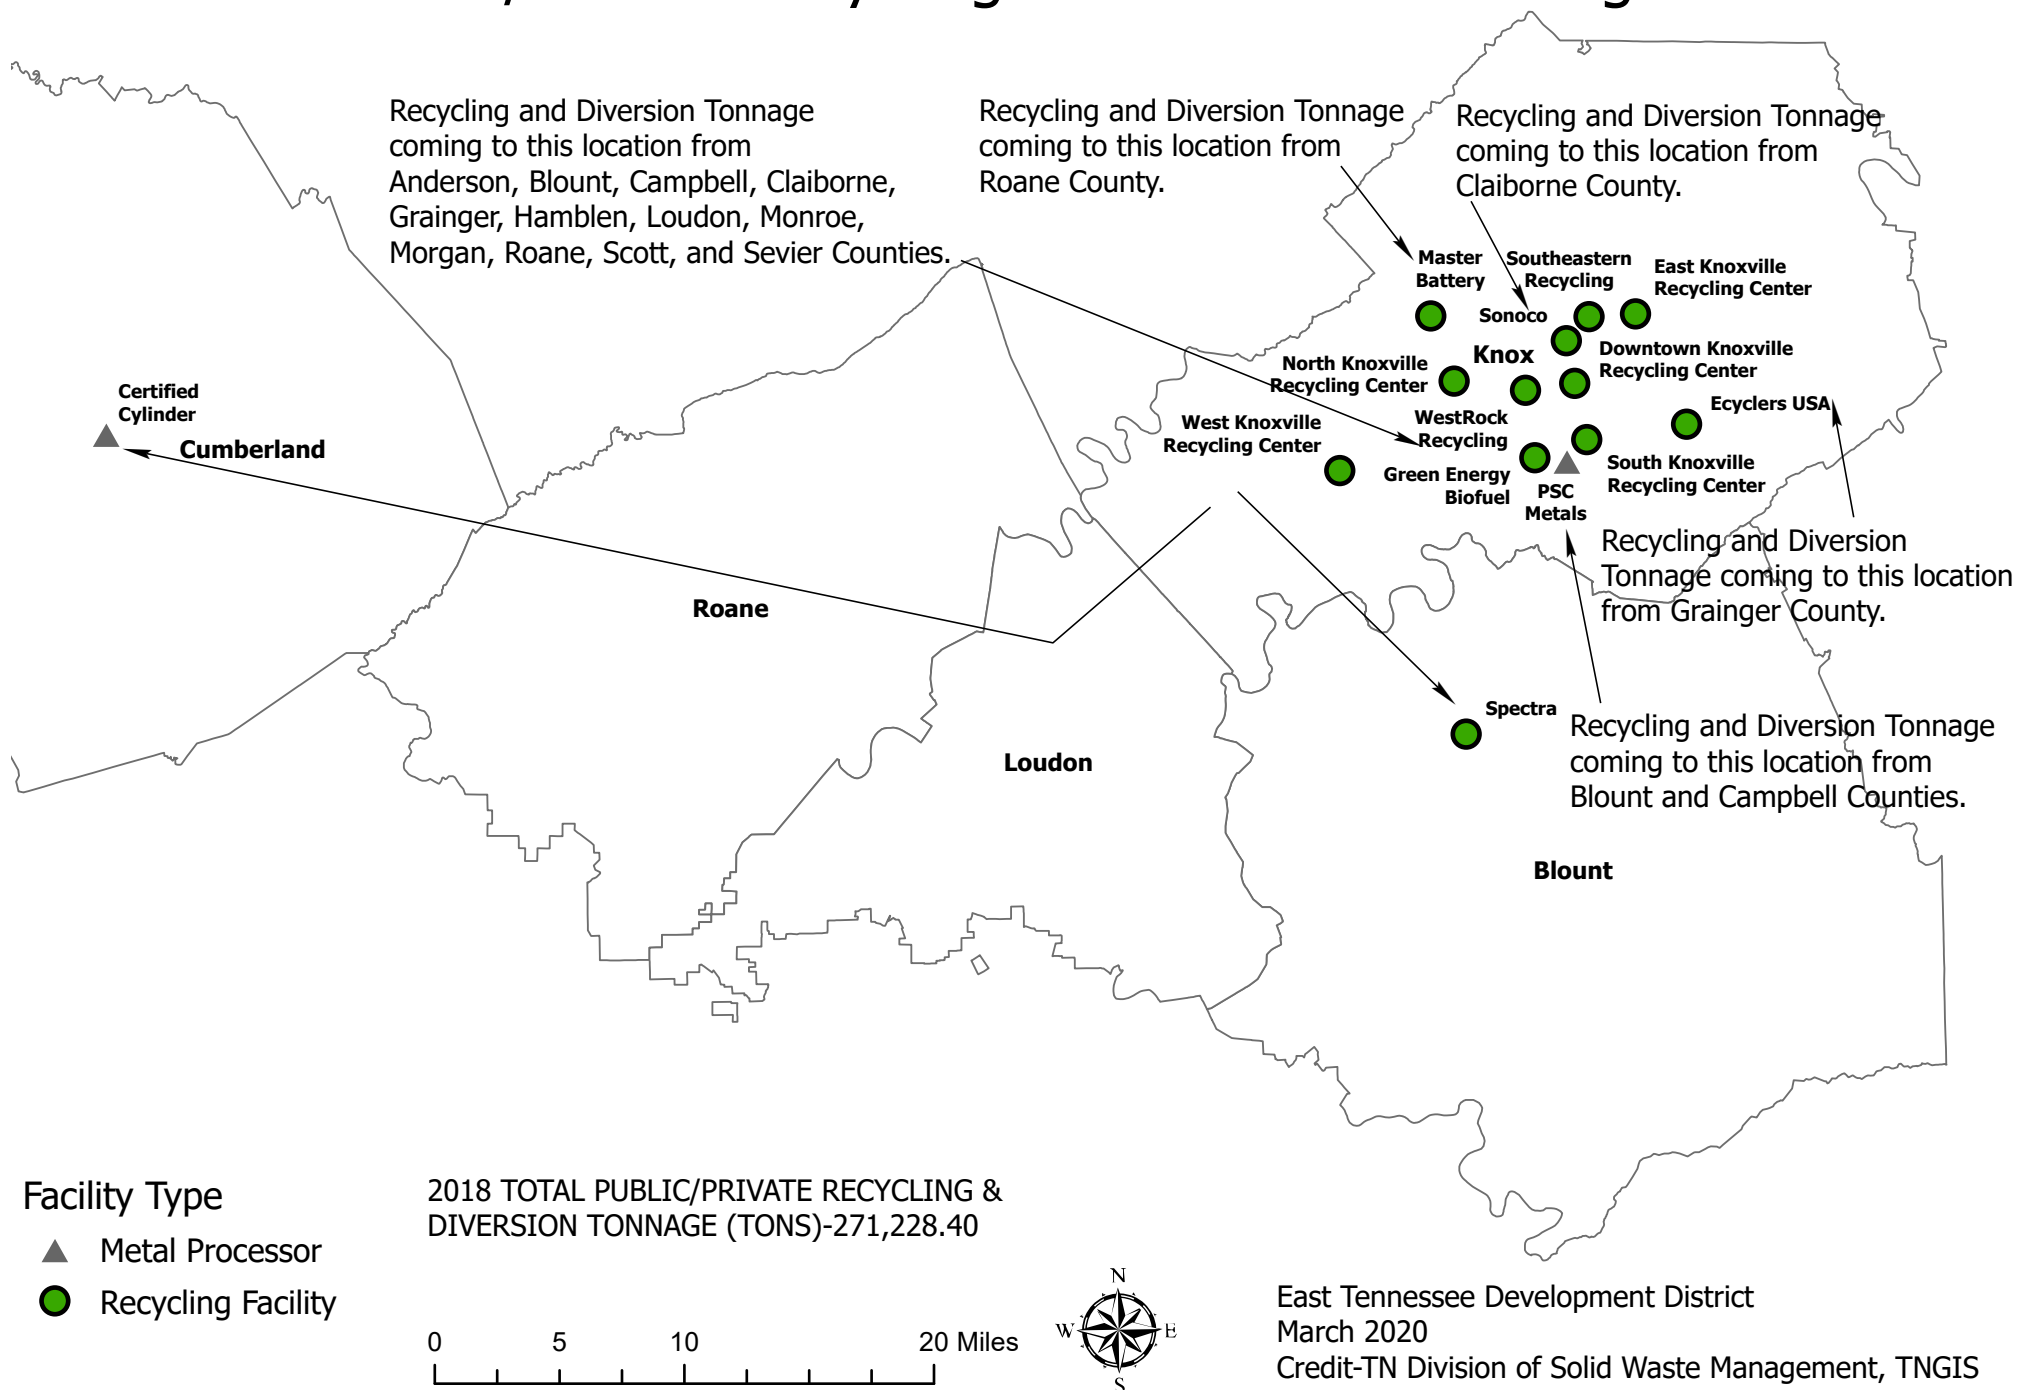 Recycling and Diversion Tonnage
coming to this location from
Anderson, Blount, Campbell, Claiborne,
Grainger, Hamblen, Loudon, Monroe,
Morgan, Roane, Scott, and Sevier Counties.
Recycling and Diversion Tonnage
coming to this location from
Roane County.
Recycling and Diversion Tonnage
coming to this location from
Claiborne County.
Master
Battery
Southeastern
Recycling
East Knoxville
Recycling Center
Sonoco
Knox
Downtown Knoxville
Recycling Center
North Knoxville
Recycling Center
Certified
Cylinder
Cumberland
West Knoxville
Recycling Center
WestRock
Recycling
Ecyclers USA
Green Energy
Biofuel
PSC
Metals
South Knoxville
Recycling Center
Recycling and Diversion
Tonnage coming to this location
from Grainger County.
Roane
Spectra
Recycling and Diversion Tonnage
coming to this location from
Blount and Campbell Counties.
Loudon
Blount
Facility Type
Metal Processor
Recycling Facility
2018 TOTAL PUBLIC/PRIVATE RECYCLING &
DIVERSION TONNAGE (TONS)-271,228.40
0 5 10 20 Miles
N
W E
S
East Tennessee Development District
March 2020
Credit-TN Division of Solid Waste Management, TNGIS